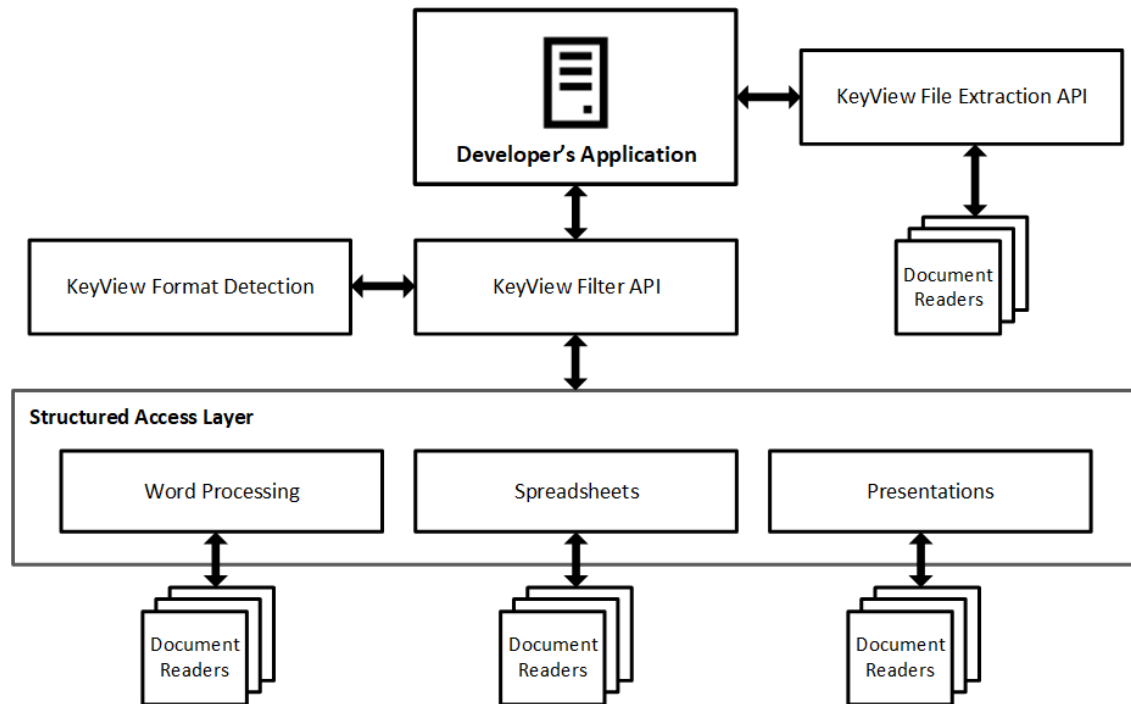 Developer’s Application
KeyView File Extraction API
Document
Readers
KeyView Format Detection
KeyView Filter API
Structured Access Layer
Word Processing
Spreadsheets
Presentations
Document
Readers
Document
Readers
Document
Readers